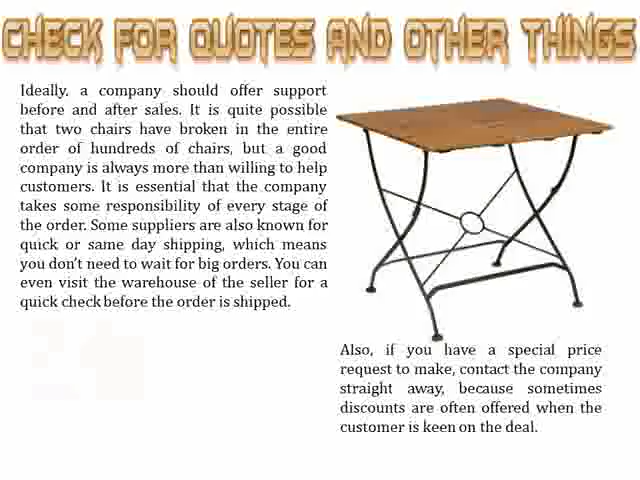 CHECK FOR QUOTES AND OTHER THINGS
Ideally, a company should offer support
before and after sales. It is quite possible
that two chairs have broken in the entire
order of hundreds of chairs, but a good
company is always more than willing to help
customers. It is essential that the company
takes some responsibility of every stage of
the order. Some suppliers are also known for
quick or same day shipping, which means
you don’t need to wait for big orders. You can
even visit the warehouse of the seller for a
quick check before the order is shipped.
Also, if you have a special price
request to make, contact the company
straight away, because sometimes
discounts are often offered when the
customer is keen on the deal.